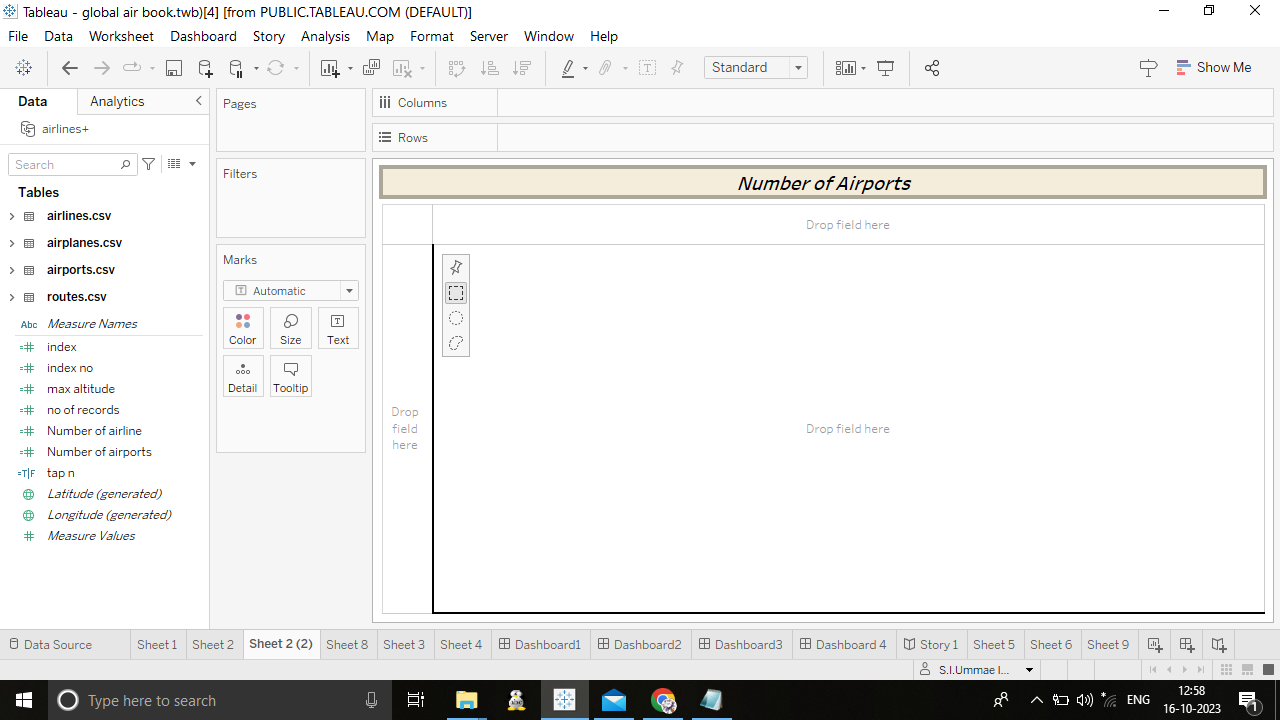 Tableau - global air book.twb)[4] [from PUBLIC.TABLEAU.COM (DEFAULT)]
File Data Worksheet Dashboard Story Analysis Map Format Server Window Help
Standard
Show Me
Data Analytics
airlines+
Search
Tables
airlines.csv
airplanes.csv
airports.csv
routes.csv
Abc Measure Names
index
index no
max altitude
no of records
Number of airline
Number of airports
=T|F tap n
Latitude (generated)
Longitude (generated)
Measure Values
Pages
Filters
Marks
Automatic
Color Size Text
Detail Tooltip
Columns
Rows
Number of Airports
Drop field here
Drop
field
here
Drop field here
Data Source Sheet 1 Sheet 2 Sheet 2 (2) Sheet 8 Sheet 3 Sheet 4 Dashboard1 Dashboard2 Dashboard3 Dashboard 4 Story 1 Sheet 5 Sheet 6 Sheet 9
S.I.Ummae I...
Type here to search
ENG
12:58
16-10-2023
1